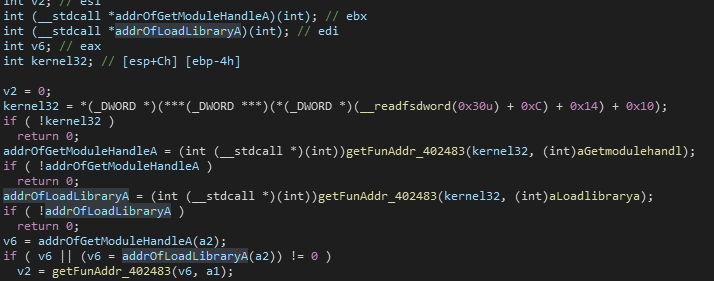 int v2; // esi
int (__stdcall *addrOfGetModuleHandleA)(int); // ebx
int (__stdcall *addrOfLoadLibraryA)(int); // edi
int v6; // eax
int kernel32; // [esp+Ch] [ebp-4h]
v2 = 0;
kernel32 = *(_DWORD *)(***(_DWORD ***)(*(_DWORD *)(__readfsdword(0x30u) + 0xC) + 0x14) + 0x10);
if ( !kernel32 )
return 0;
addrOfGetModuleHandleA = (int (__stdcall *)(int))getFunAddr_402483(kernel32, (int)aGetmodulehandl);
if ( !addrOfGetModuleHandleA )
return 0;
addrOfLoadLibraryA = (int (__stdcall *)(int))getFunAddr_402483(kernel32, (int)aLoadlibrarya);
if ( !addrOfLoadLibraryA )
return 0;
v6 = addrOfGetModuleHandleA(a2);
if ( v6 || (v6 = addrOfLoadLibraryA(a2)) != 0 )
v2 = getFunAddr_402483(v6, a1);